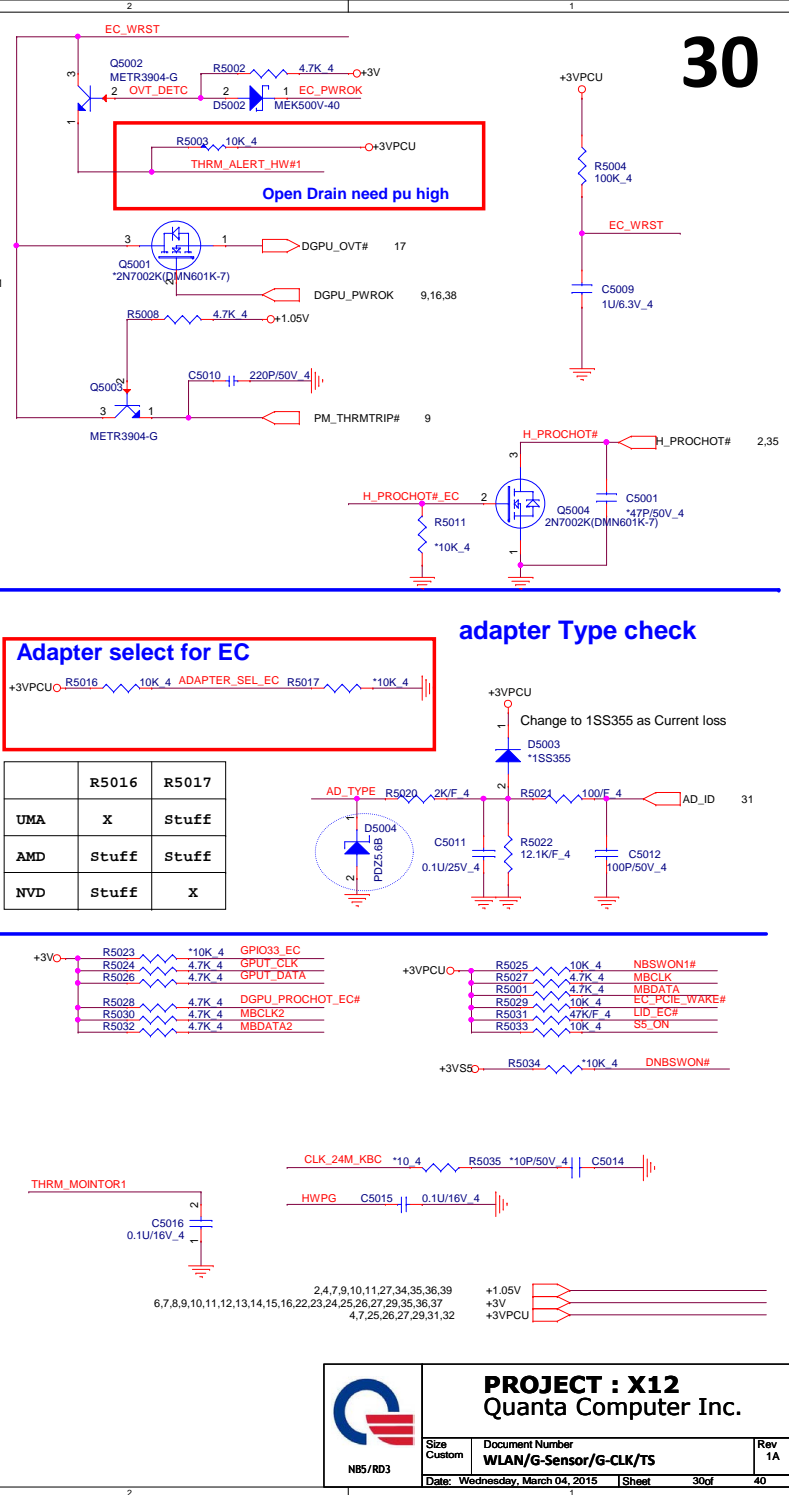 2 1
EC_WRST
30
Q5002
METR3904-G
3
2 OVT_DETC
1
R5002 4.7K_4 +3V
2 1 EC_PWROK
D5002 MEK500V-40
R5003 10K_4 +3VPCU
THRM_ALERT_HW#1
Open Drain need pu high
+3VPCU
R5004
100K_4
EC_WRST
C5009
1U/6.3V_4
3 1 DGPU_OVT# 17
Q5001
*2N7002K(DMN601K-7)
2
DGPU_PWROK 9,16,38
R5008 4.7K_4 +1.05V
Q5003
2
3 1
METR3904-G
C5010 220P/50V_4
PM_THRMTRIP# 9
H_PROCHOT# H_PROCHOT# 2,35
3
H_PROCHOT#_EC 2
R5011
*10K_4
Q5004
2N7002K(DMN601K-7)
1
C5001
*47P/50V_4
Adapter select for EC
+3VPCU R5016 10K_4 ADAPTER_SEL_EC R5017 *10K_4
R5016 R5017
UMA X Stuff
AMD Stuff Stuff
NVD Stuff X
adapter Type check
+3VPCU
Change to 1SS355 as Current loss
1
D5003
*1SS355
2
AD_TYPE R5020 2K/F_4 R5021 100/F_4 AD_ID 31
1
D5004
PDZ5.6B
2
C5011
0.1U/25V_4
R5022
12.1K/F_4
C5012
100P/50V_4
+3V
R5023 *10K_4 GPIO33_EC
R5024 4.7K_4 GPUT_CLK
R5026 4.7K_4 GPUT_DATA
R5028 4.7K_4 DGPU_PROCHOT_EC#
R5030 4.7K_4 MBCLK2
R5032 4.7K_4 MBDATA2
+3VPCU
R5025 10K_4 NBSWON1#
R5027 4.7K_4 MBCLK
R5001 4.7K_4 MBDATA
R5029 10K_4 EC_PCIE_WAKE#
R5031 47K/F_4 LID_EC#
R5033 10K_4 S5_ON
+3VS5 R5034 *10K_4 DNBSWON#
CLK_24M_KBC *10_4 R5035 *10P/50V_4 C5014
THRM_MOINTOR1
HWPG C5015 0.1U/16V_4
2
C5016
0.1U/16V_4
1
2,4,7,9,10,11,27,34,35,36,39 +1.05V
6,7,8,9,10,11,12,13,14,15,16,22,23,24,25,26,27,29,35,36,37 +3V
4,7,25,26,27,29,31,32 +3VPCU
NB5/RD3
PROJECT : X12
Quanta Computer Inc.
Size Document Number Rev
Custom WLAN/G-Sensor/G-CLK/TS 1A
Date: Wednesday, March 04, 2015 Sheet 30of 40
2 1